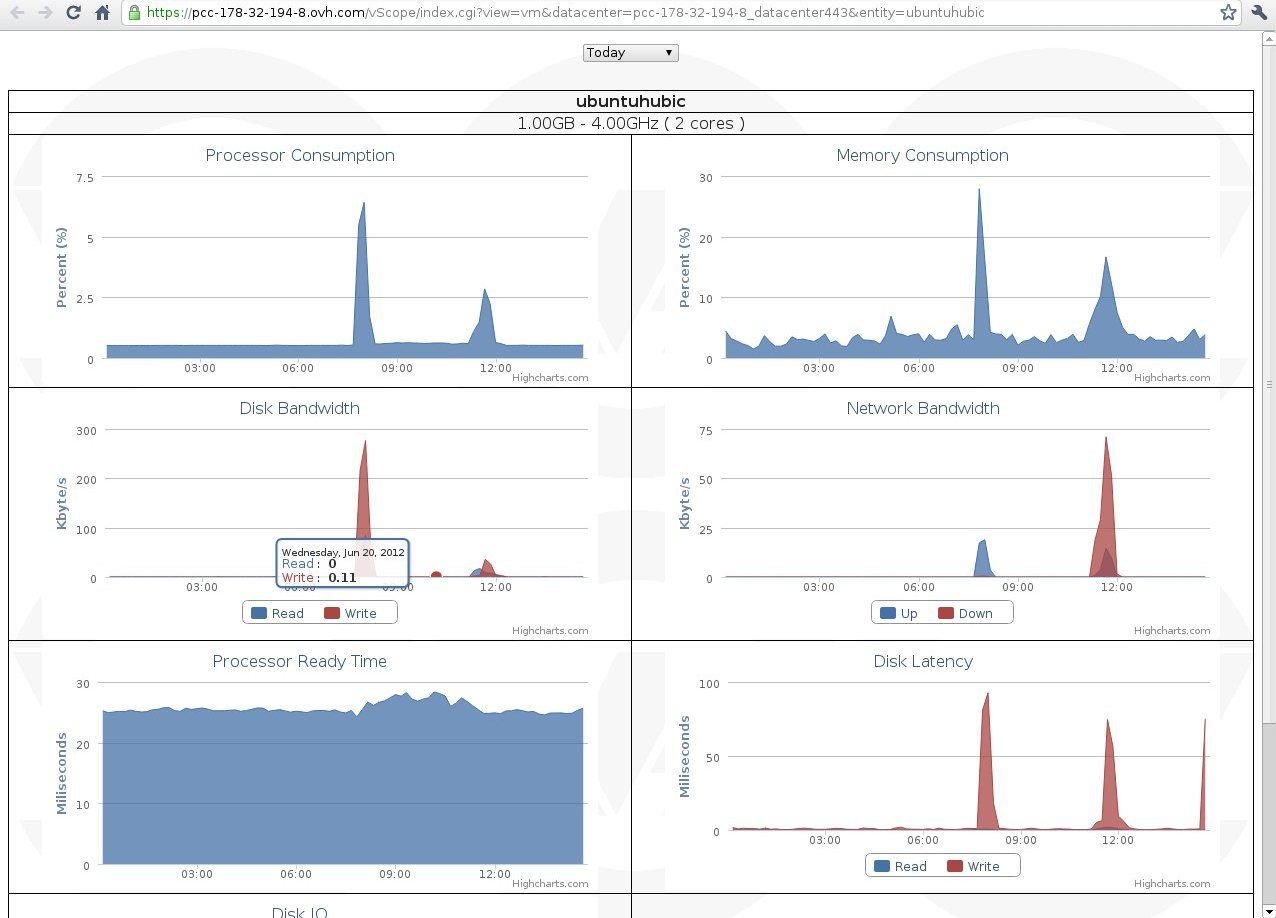 https://pcc-178-32-194-8.ovh.com/vScope/index.cgi?view=vm&datacenter=pcc-178-32-194-8_datacenter443&entity=ubuntuhubic
Today
ubuntuhubic
1.00GB - 4.00GHz ( 2 cores )
Processor Consumption
Percent (%)
7.5
5
2.5
0
03:00 06:00 09:00 12:00
Highcharts.com
Memory Consumption
Percent (%)
30
20
10
0
03:00 06:00 09:00 12:00
Highcharts.com
Disk Bandwidth
Kbyte/s
300
200
100
0
Wednesday, Jun 20, 2012
Read : 0
Write : 0.11
03:00 06:00 09:00 12:00
Read Write
Highcharts.com
Network Bandwidth
Kbyte/s
75
50
25
0
03:00 06:00 09:00 12:00
Up Down
Highcharts.com
Processor Ready Time
Miliseconds
30
20
10
0
03:00 06:00 09:00 12:00
Highcharts.com
Disk Latency
Miliseconds
100
50
0
03:00 06:00 09:00 12:00
Read Write
Highcharts.com
Disk IO